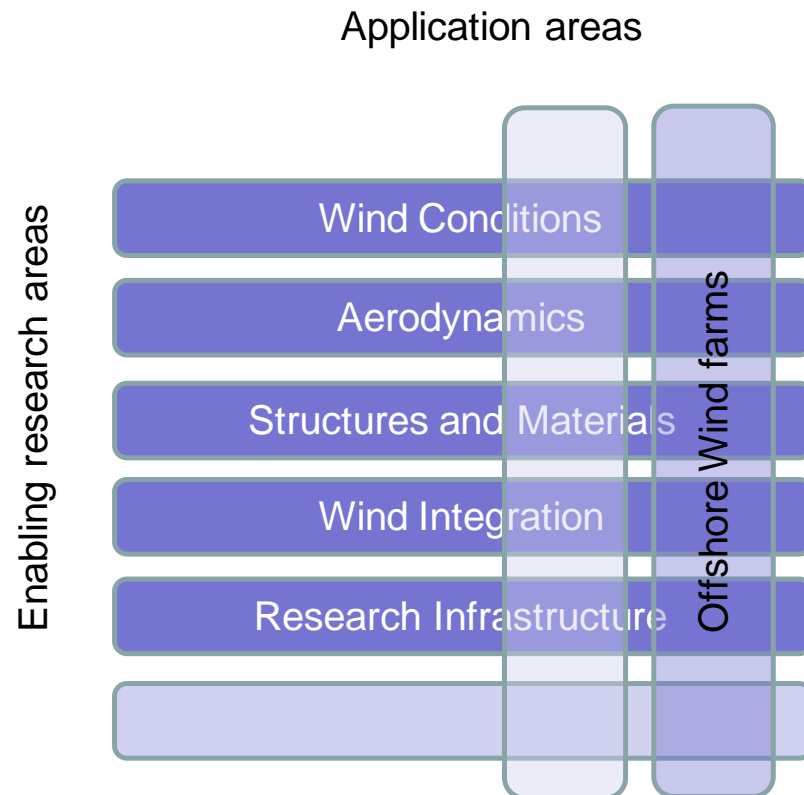 Application areas
Enabling research areas
Wind Conditions
Aerodynamics
Structures and Materials
Wind Integration
Research Infrastructure
Offshore Wind farms